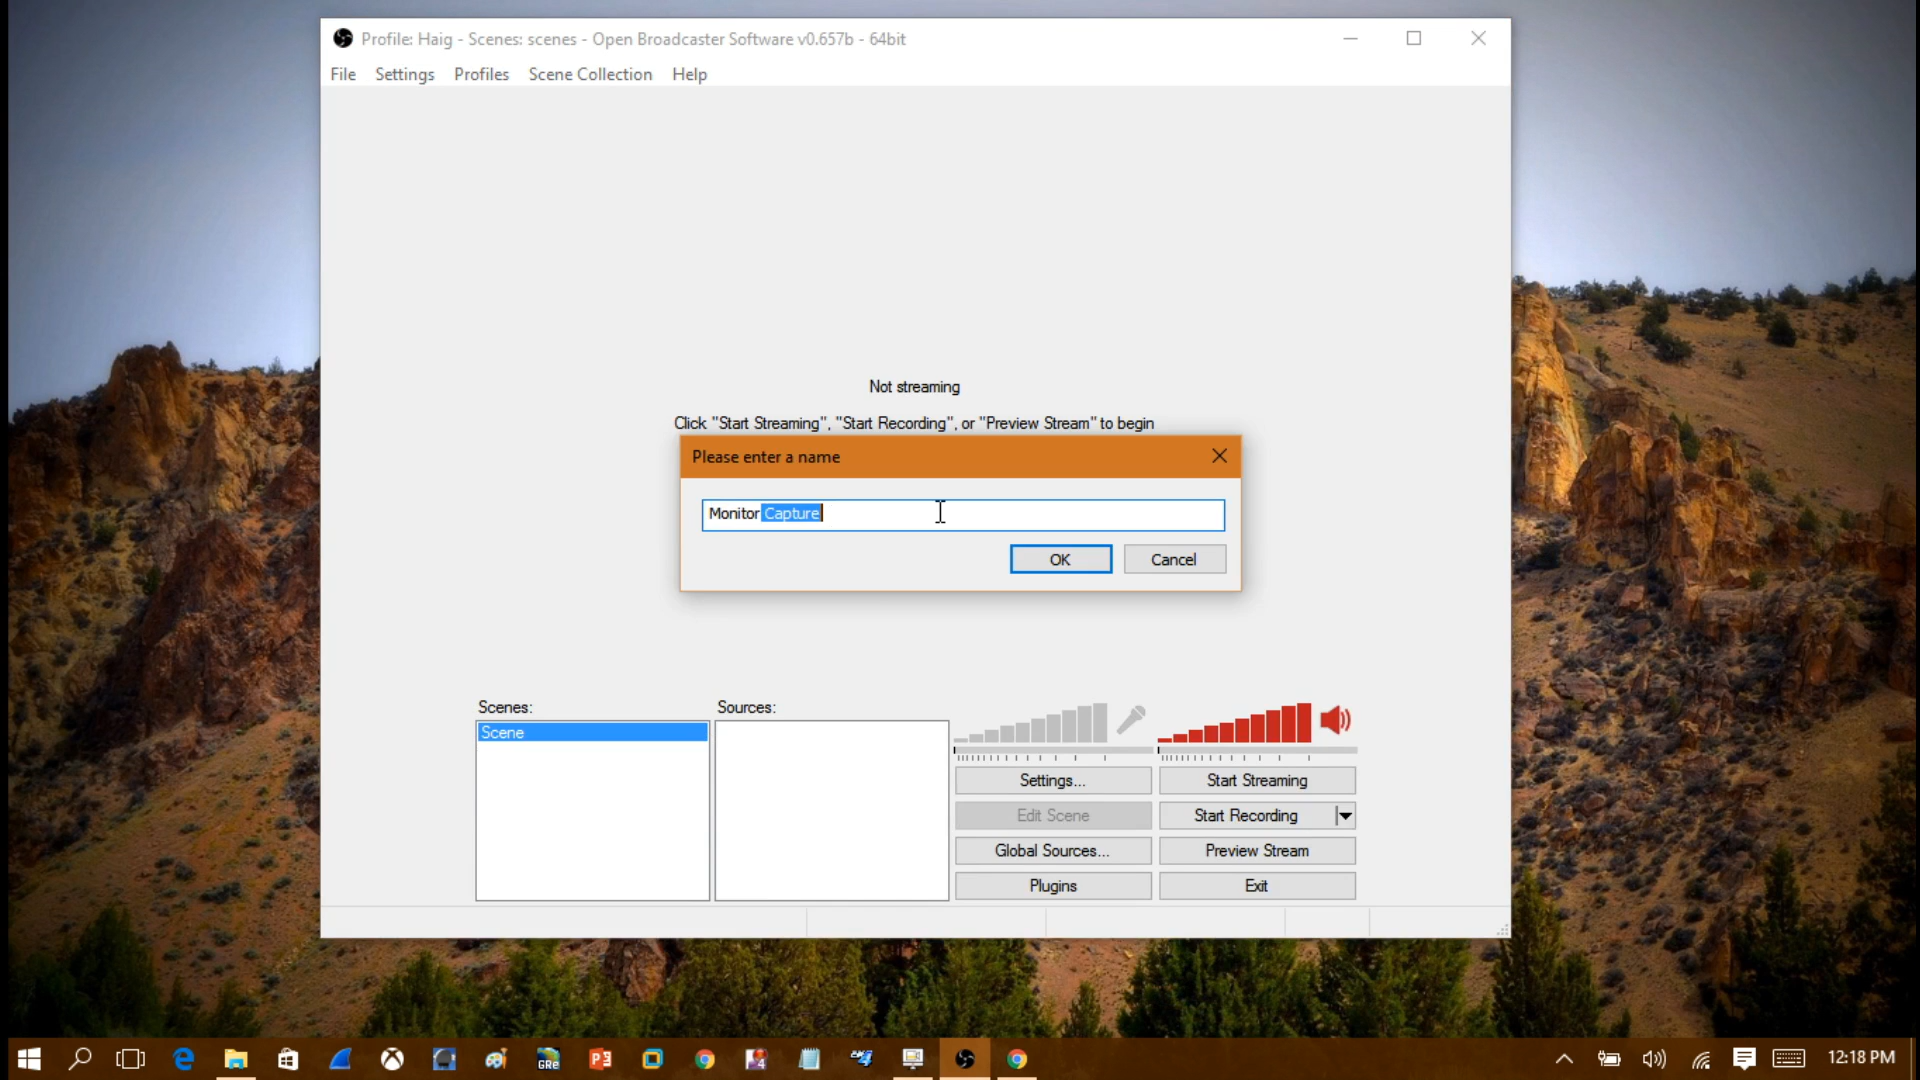 Profile: Haig - Scenes: scenes - Open Broadcaster Software v0.657b - 64bit
File Settings Profiles Scene Collection Help
Not streaming
Click "Start Streaming", "Start Recording", or "Preview Stream" to begin
Please enter a name
Monitor Capture
OK Cancel
Scenes: Sources:
Scene
Settings... Start Streaming
Edit Scene Start Recording
Global Sources... Preview Stream
Plugins Exit
GRe
12:18 PM